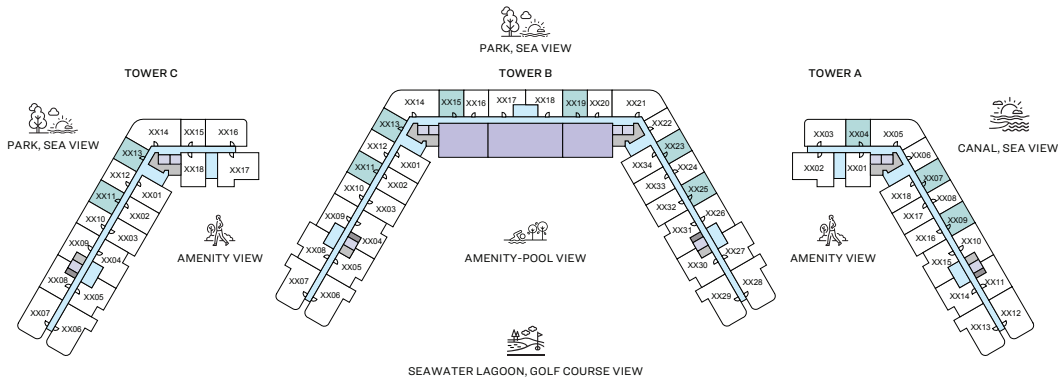 PARK, SEA VIEW
TOWER C
TOWER B
TOWER A
PARK, SEA VIEW
CANAL, SEA VIEW
XX14
XX15
XX16
XX13
XX12
XX18
XX17
XX11
XX01
XX10
XX02
XX09
XX03
XX08
XX04
XX07
XX05
XX06
AMENITY VIEW
XX14
XX15
XX16
XX17
XX18
XX19
XX20
XX21
XX13
XX22
XX12
XX23
XX11
XX01
XX34
XX24
XX10
XX02
XX33
XX25
XX09
XX03
XX32
XX26
XX08
XX04
XX31
XX27
XX07
XX05
XX30
XX28
XX06
XX29
AMENITY-POOL VIEW
XX03
XX04
XX05
XX02
XX01
XX06
XX07
XX18
XX08
XX17
XX09
XX16
XX10
XX15
XX11
XX14
XX12
XX13
AMENITY VIEW
SEAWATER LAGOON, GOLF COURSE VIEW